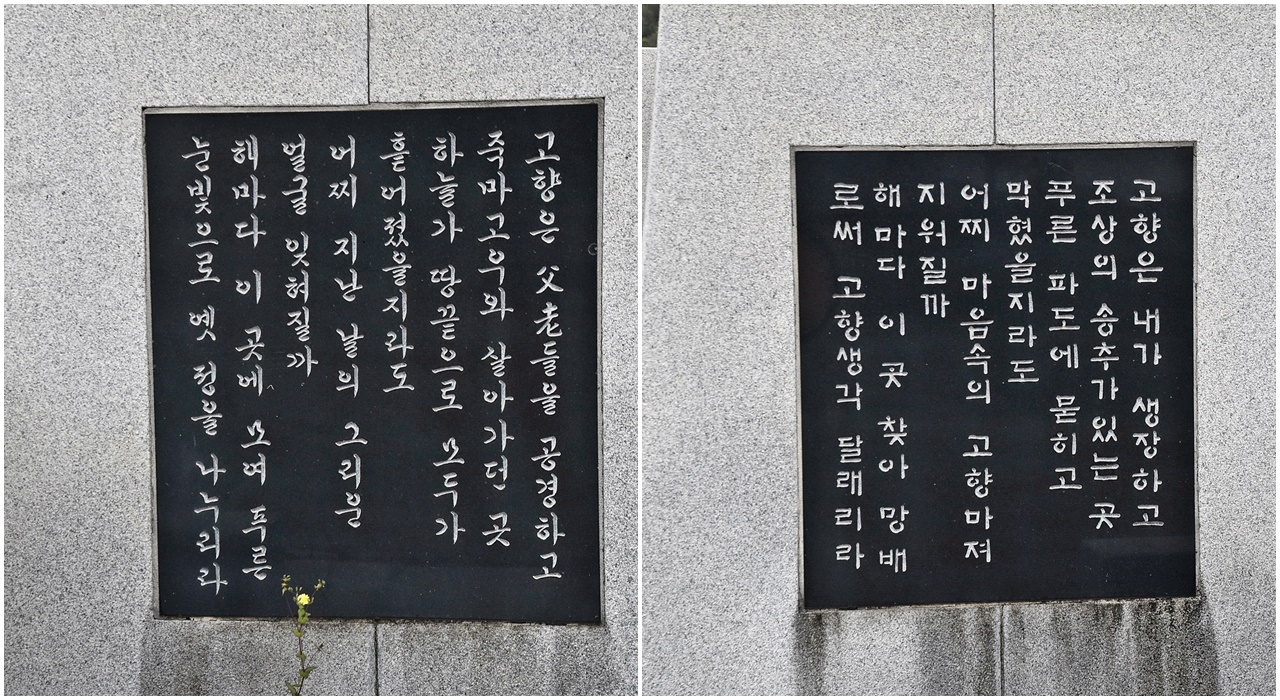 고향은 父老들을 공경하고
죽마고우와 살아가던 곳
하늘가 땅끝으로 모두가
흩어졌을지라도
어찌 지난 날의 그리운
얼굴 잊혀질까
해마다 이 곳에 모여 푸른
눈빛으로 옛 정을 나누리라
고향은 내가 생장하고
조상의 송추가있는 곳
푸른 파도에 묻히고
막혔을지라도
어찌 마음속의 고향마져
지워질까
해마다 이 곳 찾아 망배
로써 고향생각 달래리라